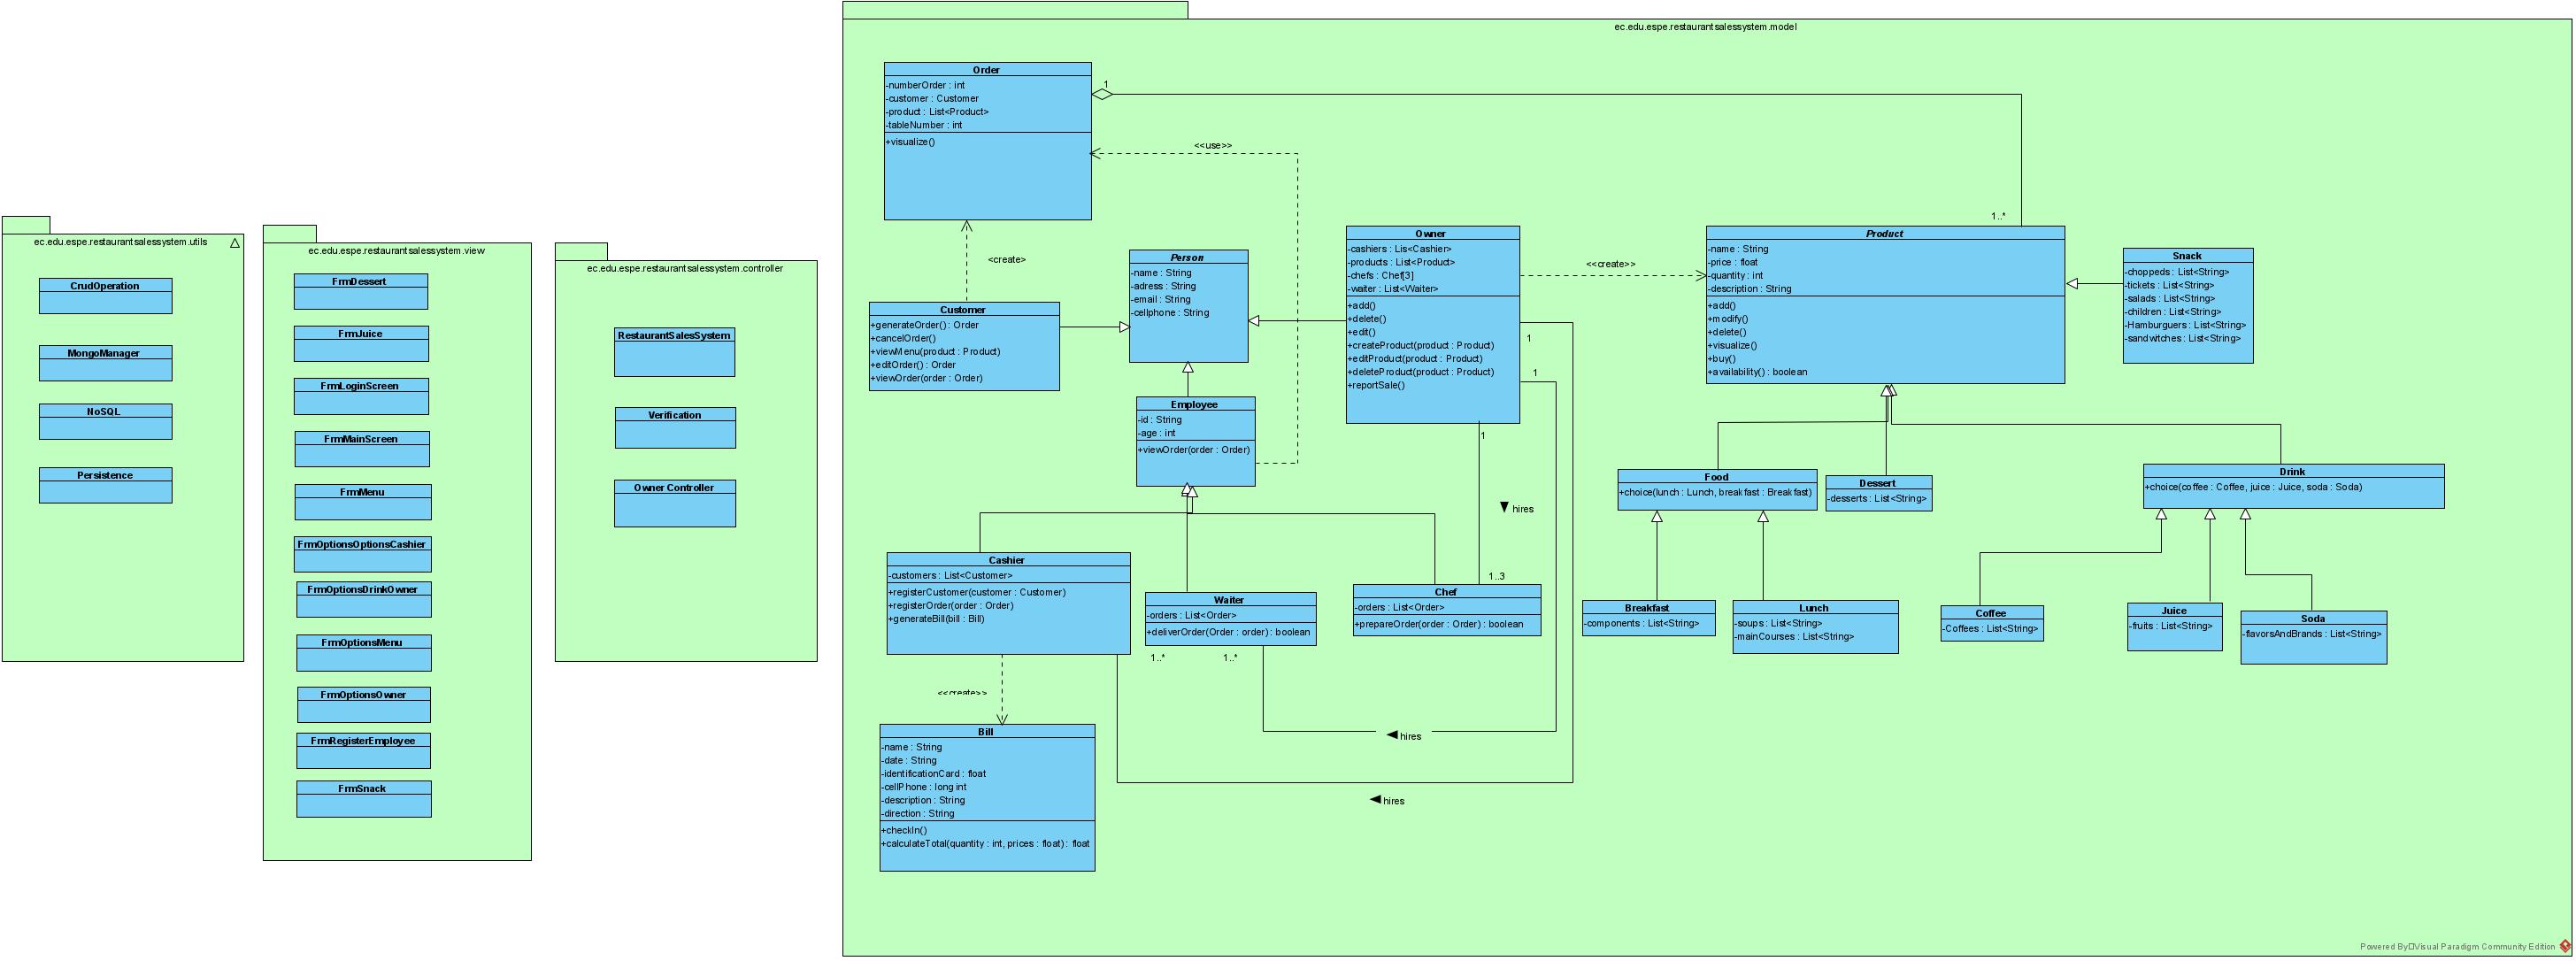 ec.edu.espe.restaurantsalessystem.utils
CrudOperation
MongoManager
NoSQL
Persistence
ec.edu.espe.restaurantsalessystem.view
FrmDessert
FrmJuice
FrmLoginScreen
FrmMainScreen
FrmMenu
FrmOptionsOptionsCashier
FrmOptionsDrinkOwner
FrmOptionsMenu
FrmOptionsOwner
FrmRegisterEmployee
FrmSnack
ec.edu.espe.restaurantsalessystem.controller
RestaurantSalesSystem
Verification
Owner Controller
ec.edu.espe.restaurantsalessystem.model
Order
-numberOrder : int
-customer : Customer
-product : List<Product>
-tableNumber : int
+visualize()
1
1..*
<<use>>
<create>
Customer
+generateOrder() : Order
+cancelOrder()
+viewMenu(product : Product)
+editOrder() : Order
+viewOrder(order : Order)
Person
-name : String
-adress : String
-email : String
-cellphone : String
Employee
-id : String
-age : int
+viewOrder(order : Order)
Owner
-cashiers : Lis<Cashier>
-products : List<Product>
-chefs : Chef[3]
-waiter : List<Waiter>
+add()
+delete()
+edit()
+createProduct(product : Product)
+editProduct(product : Product)
+deleteProduct(product : Product)
+reportSale()
1
1
1
<<create>>
Product
-name : String
-price : float
-quantity : int
-description : String
+add()
+modify()
+delete()
+visualize()
+buy()
+availability() : boolean
Snack
-choppeds : List<String>
-tickets : List<String>
-salads : List<String>
-children : List<String>
-Hamburguers : List<String>
-sandwitches : List<String>
Food
+choice(lunch : Lunch, breakfast : Breakfast)
Dessert
-desserts : List<String>
Drink
+choice(coffee : Coffee, juice : Juice, soda : Soda)
hires
1..3
Cashier
-customers : List<Customer>
+registerCustomer(customer : Customer)
+registerOrder(order : Order)
+generateBill(bill : Bill)
Waiter
-orders : List<Order>
+deliverOrder(Order : order) : boolean
Chef
-orders : List<Order>
+prepareOrder(order : Order) : boolean
Breakfast
-components : List<String>
Lunch
-soups : List<String>
-mainCourses : List<String>
Coffee
-Coffees : List<String>
Juice
-fruits : List<String>
Soda
-flavorsAndBrands : List<String>
1..*
1..*
<<create>>
hires
hires
Bill
-name : String
-date : String
-identificationCard : float
-cellPhone : long int
-description : String
-direction : String
+checkIn()
+calculateTotal(quantity : int, prices : float) : float
Powered By Visual Paradigm Community Edition